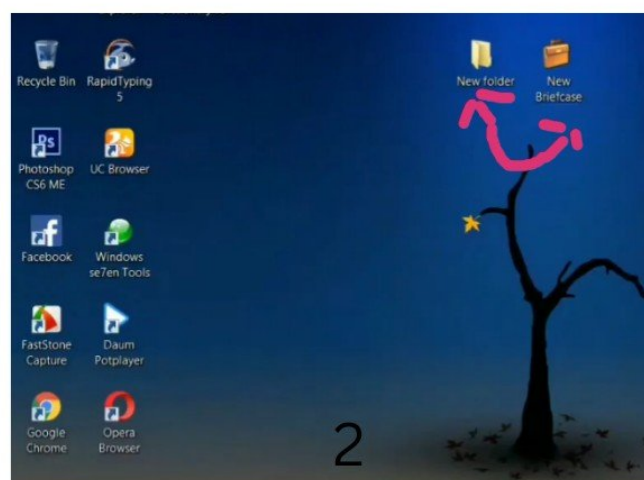 Recycle Bin
RapidTyping
5
New folder
New
Briefcase
Ps
Photoshop
CS6 ME
UC Browser
f
Facebook
Windows
se7en Tools
FastStone
Capture
Daum
Potplayer
Google
Chrome
Opera
Browser
2